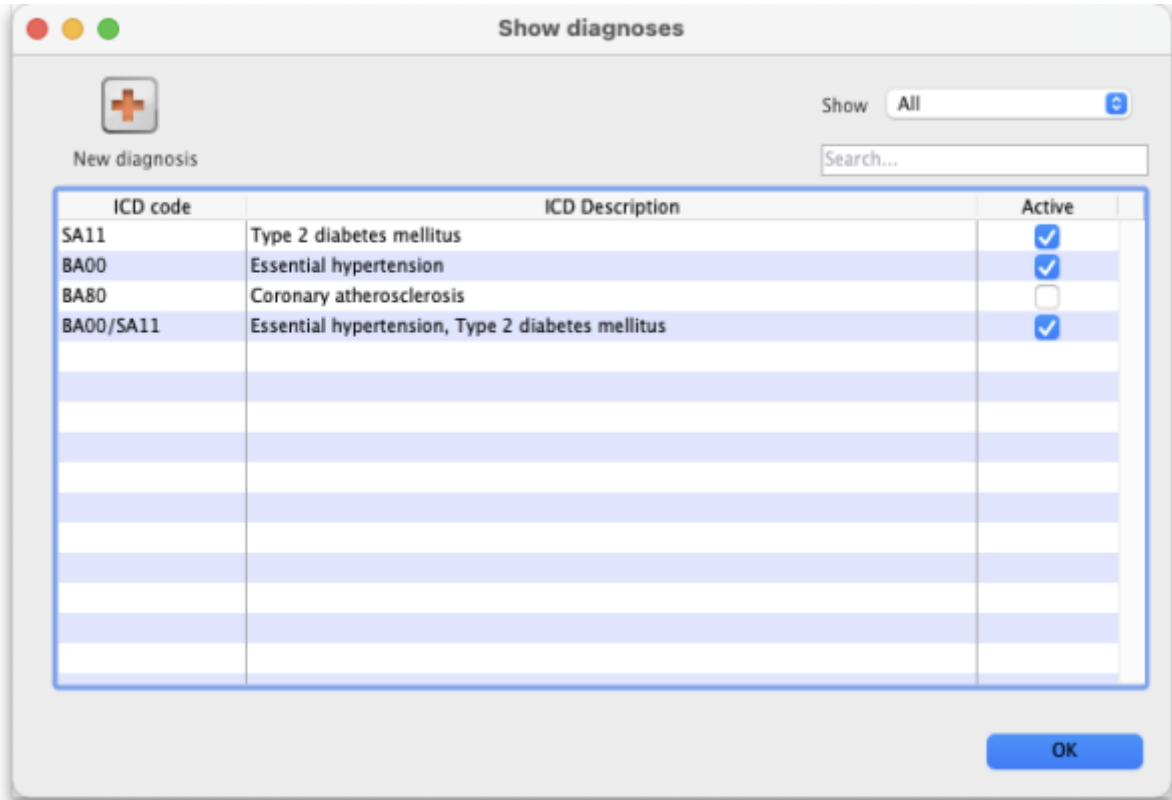 Show diagnoses
Show All
New diagnosis
Search...
ICD code ICD Description Active
SA11 Type 2 diabetes mellitus
BA00 Essential hypertension
BA80 Coronary atherosclerosis
BA00/SA11 Essential hypertension, Type 2 diabetes mellitus
OK